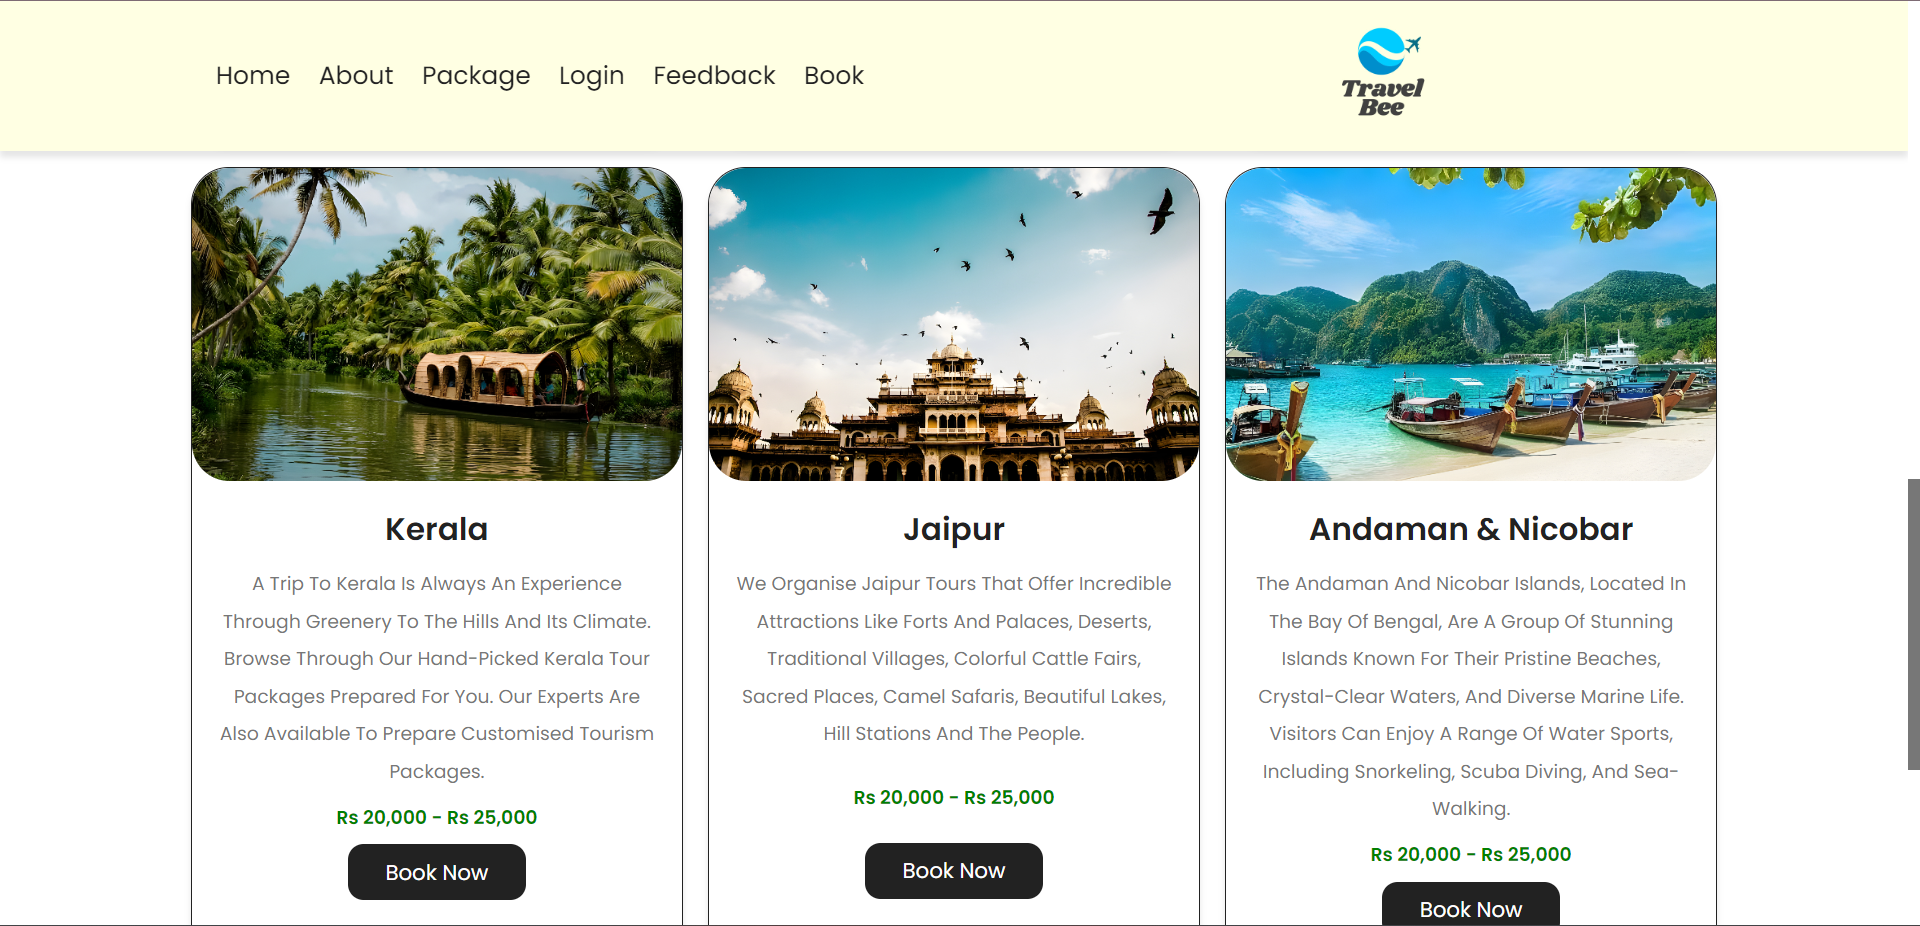 Home About Package Login Feedback Book
Travel
Bee
Kerala
A Trip To Kerala Is Always An Experience
Through Greenery To The Hills And Its Climate.
Browse Through Our Hand-Picked Kerala Tour
Packages Prepared For You. Our Experts Are
Also Available To Prepare Customised Tourism
Packages.
Rs 20,000 - Rs 25,000
Book Now
Jaipur
We Organise Jaipur Tours That Offer Incredible
Attractions Like Forts And Palaces, Deserts,
Traditional Villages, Colorful Cattle Fairs,
Sacred Places, Camel Safaris, Beautiful Lakes,
Hill Stations And The People.
Rs 20,000 - Rs 25,000
Book Now
Andaman & Nicobar
The Andaman And Nicobar Islands, Located In
The Bay Of Bengal, Are A Group Of Stunning
Islands Known For Their Pristine Beaches,
Crystal-Clear Waters, And Diverse Marine Life.
Visitors Can Enjoy A Range Of Water Sports,
Including Snorkeling, Scuba Diving, And Sea-
Walking.
Rs 20,000 - Rs 25,000
Book Now